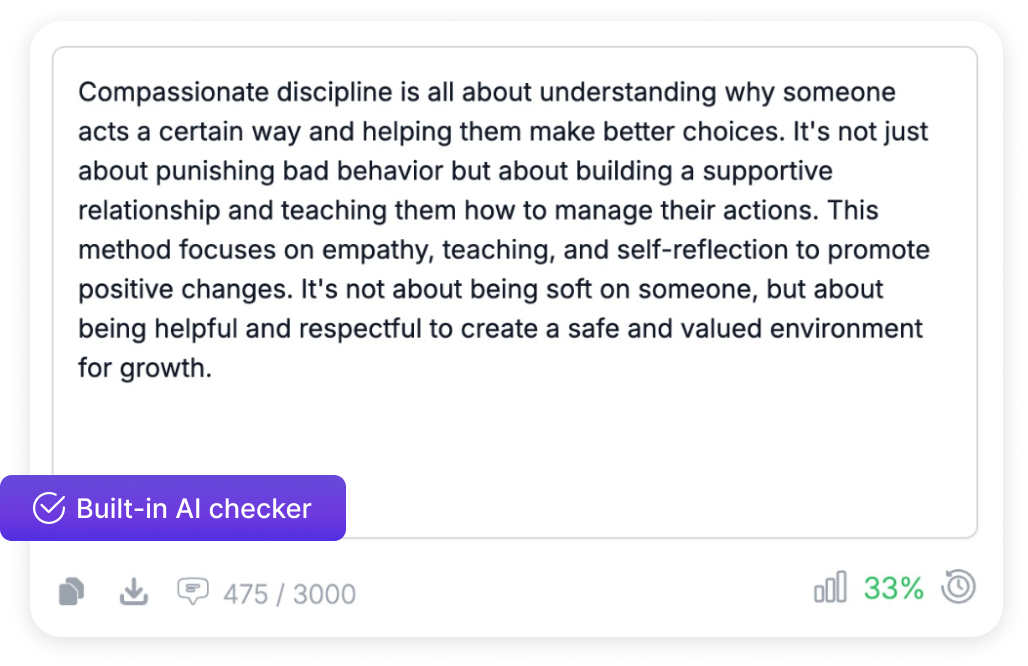 Compassionate discipline is all about understanding why someone
acts a certain way and helping them make better choices. It's not just
about punishing bad behavior but about building a supportive
relationship and teaching them how to manage their actions. This
method focuses on empathy, teaching, and self-reflection to promote
positive changes. It's not about being soft on someone, but about
being helpful and respectful to create a safe and valued environment
for growth.
Built-in AI checker
475 / 3000
33%